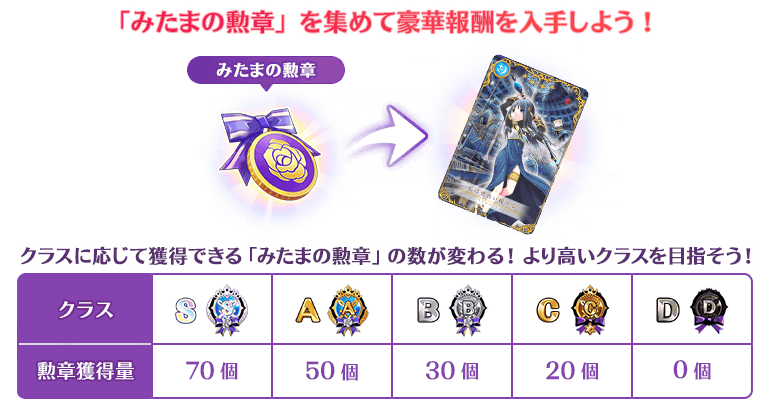 「みたまの勲章」を集めて豪華報酬を入手しよう！
みたまの勲章
クラスに応じて獲得できる「みたまの勲章」の数が変わる！より高いクラスを目指そう！
クラス S S A A B B C C D D
勲章獲得量 70個 50個 30個 20個 0個